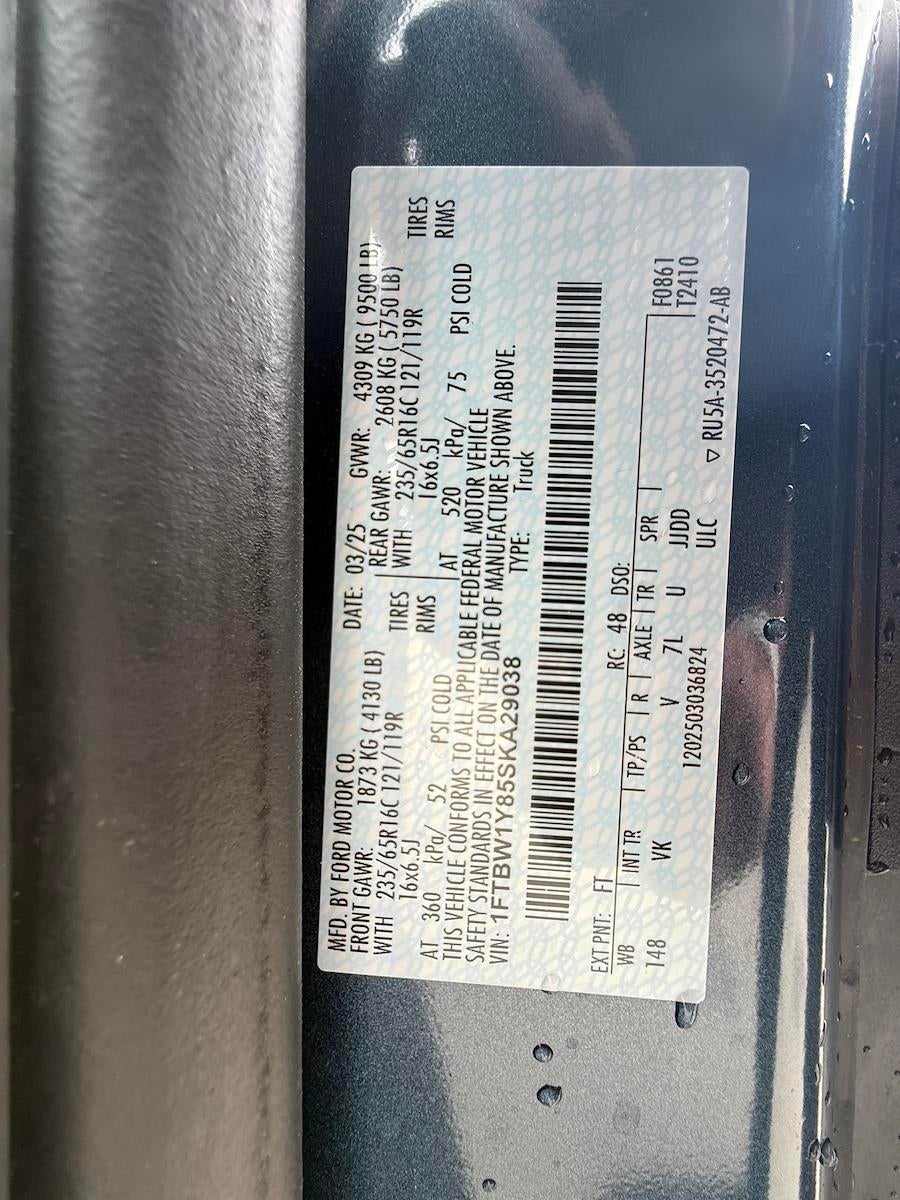 MFD. BY FORD MOTOR CO. DATE: 03/25 GVWR: 4309 KG ( 9500 LB)
FRONT GAWR: 1873 KG ( 4130 LB) REAR GAWR: 2608 KG ( 5750 LB)
WITH 235/65R16C 121/119R TIRES WITH 235/65R16C 121/119R TIRES
16x6.5J RIMS 16x6.5J RIMS
AT 360 kPa/ 52 PSI COLD AT 520 kPa/ 75 PSI COLD
THIS VEHICLE CONFORMS TO ALL APPLICABLE FEDERAL MOTOR VEHICLE
SAFETY STANDARDS IN EFFECT ON THE DATE OF MANUFACTURE SHOWN ABOVE.
VIN: 1FTBW1Y85SKA29038 TYPE: Truck
EXT PNT: FT RC: 48 DSO: F0861
WB INT TR TP/PS R AXLE TR SPR T2410
148 VK V 7L U JJDD
1202503036824 ULC
▽ RU5A-3520472-AB